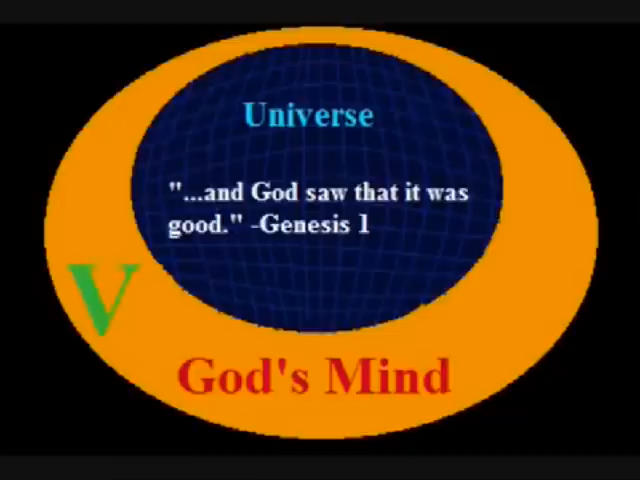 Universe
"...and God saw that it was
good." -Genesis 1
V
God's Mind